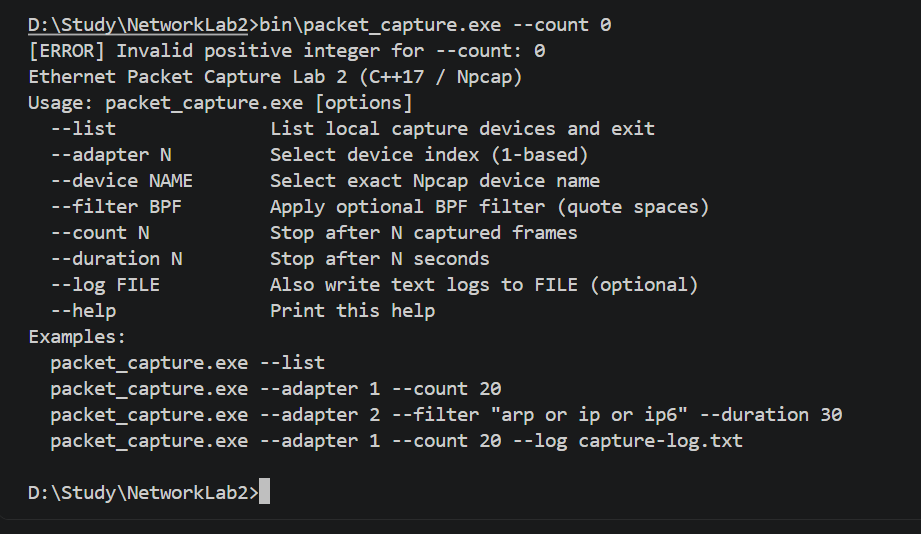 D:\Study\NetworkLab2>bin\packet_capture.exe --count 0
[ERROR] Invalid positive integer for --count: 0
Ethernet Packet Capture Lab 2 (C++17 / Npcap)
Usage: packet_capture.exe [options]
  --list              List local capture devices and exit
  --adapter N         Select device index (1-based)
  --device NAME       Select exact Npcap device name
  --filter BPF        Apply optional BPF filter (quote spaces)
  --count N           Stop after N captured frames
  --duration N        Stop after N seconds
  --log FILE          Also write text logs to FILE (optional)
  --help              Print this help
Examples:
  packet_capture.exe --list
  packet_capture.exe --adapter 1 --count 20
  packet_capture.exe --adapter 2 --filter "arp or ip or ip6" --duration 30
  packet_capture.exe --adapter 1 --count 20 --log capture-log.txt
D:\Study\NetworkLab2>